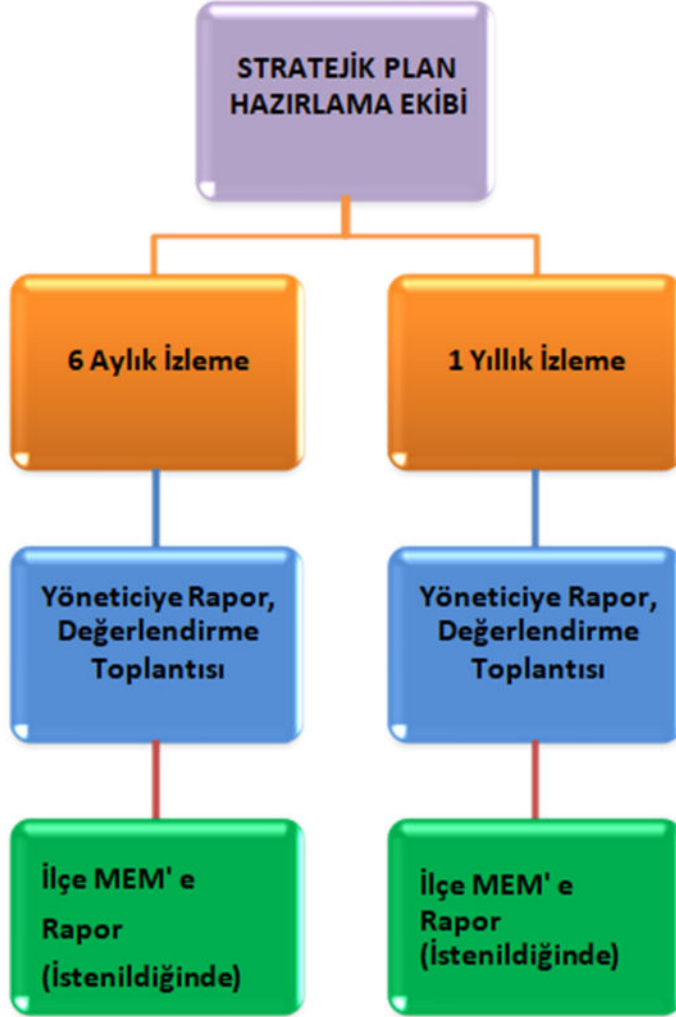 STRATEJİK PLAN
HAZIRLAMA EKİBİ
6 Aylık İzleme
1 Yıllık İzleme
Yöneticiye Rapor,
Değerlendirme
Toplantısı
Yöneticiye Rapor,
Değerlendirme
Toplantısı
İlçe MEM' e
Rapor
(İstenildiğinde)
İlçe MEM' e
Rapor
(İstenildiğinde)